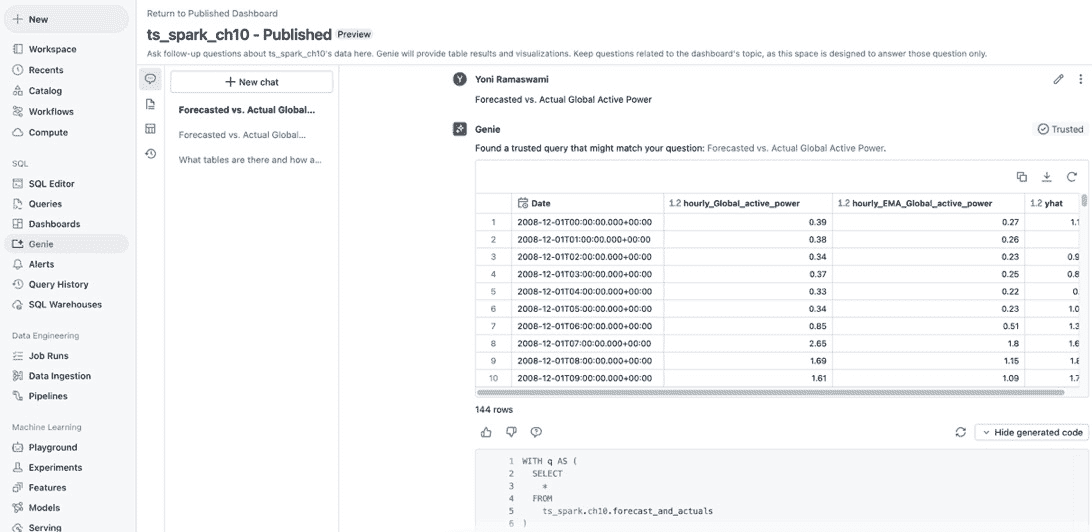 New
Workspace
Recents
Catalog
Workflows
Compute
SQL
SQL Editor
Queries
Dashboards
Genie
Alerts
Query History
SQL Warehouses
Data Engineering
Job Runs
Data Ingestion
Pipelines
Machine Learning
Playground
Experiments
Features
Models
Serving
Return to Published Dashboard
ts_spark_ch10 - Published Preview
Ask follow-up questions about ts_spark_ch10's data here. Genie will provide table results and visualizations. Keep questions related to the dashboard's topic, as this space is designed to answer those question only.
+ New chat
Forecasted vs. Actual Global...
Forecasted vs. Actual Global...
What tables are there and how a...
Y Yoni Ramaswami
Forecasted vs. Actual Global Active Power
Genie
Trusted
Found a trusted query that might match your question: Forecasted vs. Actual Global Active Power.
Date 1.2 hourly_Global_active_power 1.2 hourly_EMA_Global_active_power 1.2 yhat
1 2008-12-01T00:00:00.000+00:00 0.39 0.27 1.1
2 2008-12-01T01:00:00.000+00:00 0.38 0.26
3 2008-12-01T02:00:00.000+00:00 0.34 0.23 0.9
4 2008-12-01T03:00:00.000+00:00 0.37 0.25 0.8
5 2008-12-01T04:00:00.000+00:00 0.33 0.22 0.
6 2008-12-01T05:00:00.000+00:00 0.34 0.23 1.0
7 2008-12-01T06:00:00.000+00:00 0.85 0.51 1.3
8 2008-12-01T07:00:00.000+00:00 2.65 1.8 1.6
9 2008-12-01T08:00:00.000+00:00 1.69 1.15 1.8
10 2008-12-01T09:00:00.000+00:00 1.61 1.09 1.7
144 rows
Hide generated code
1 WITH q AS (
2 SELECT
3 *
4 FROM
5 ts_spark.ch10.forecast_and_actuals
6 )